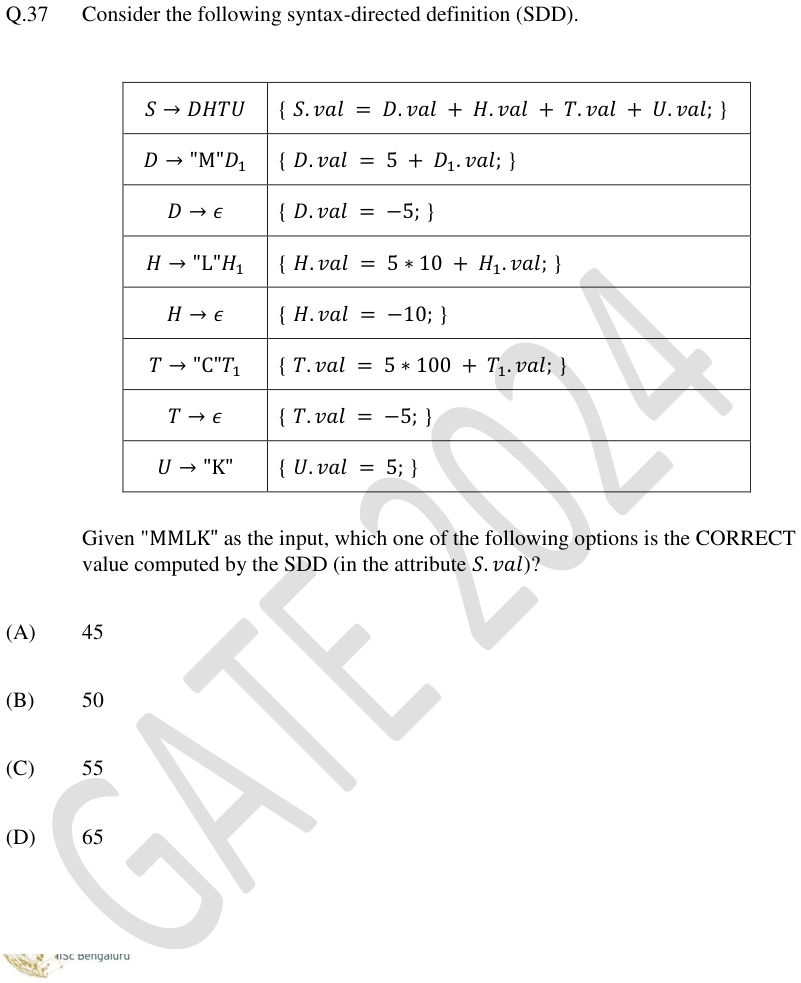 Q.37 Consider the following syntax-directed definition (SDD).
S → DHTU { S.val = D.val + H.val + T.val + U.val; }
D → "M"D₁ { D.val = 5 + D₁.val; }
D → ϵ { D.val = −5; }
H → "L"H₁ { H.val = 5 * 10 + H₁.val; }
H → ϵ { H.val = −10; }
T → "C"T₁ { T.val = 5 * 100 + T₁.val; }
T → ϵ { T.val = −5; }
U → "K" { U.val = 5; }
Given "MMLK" as the input, which one of the following options is the CORRECT
value computed by the SDD (in the attribute S.val)?
(A) 45
(B) 50
(C) 55
(D) 65
GATE 2024
IISc Bengaluru